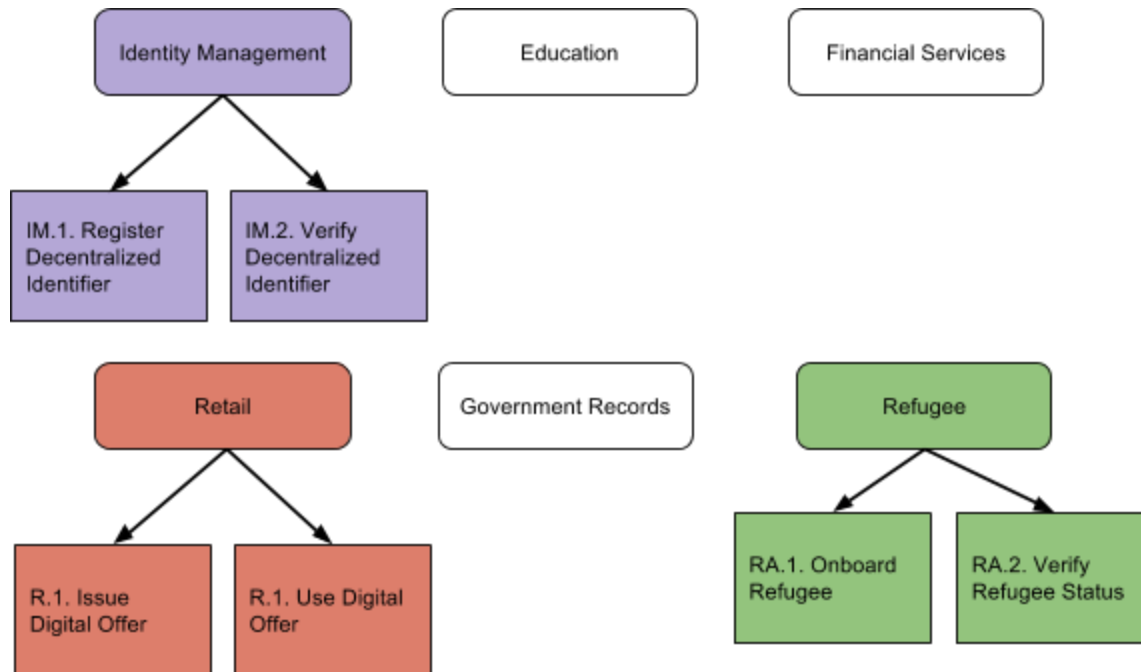 Identity Management
Education
Financial Services
IM.1. Register
Decentralized
Identifier
IM.2. Verify
Decentralized
Identifier
Retail
Government Records
Refugee
R.1. Issue
Digital Offer
R.1. Use Digital
Offer
RA.1. Onboard
Refugee
RA.2. Verify
Refugee Status